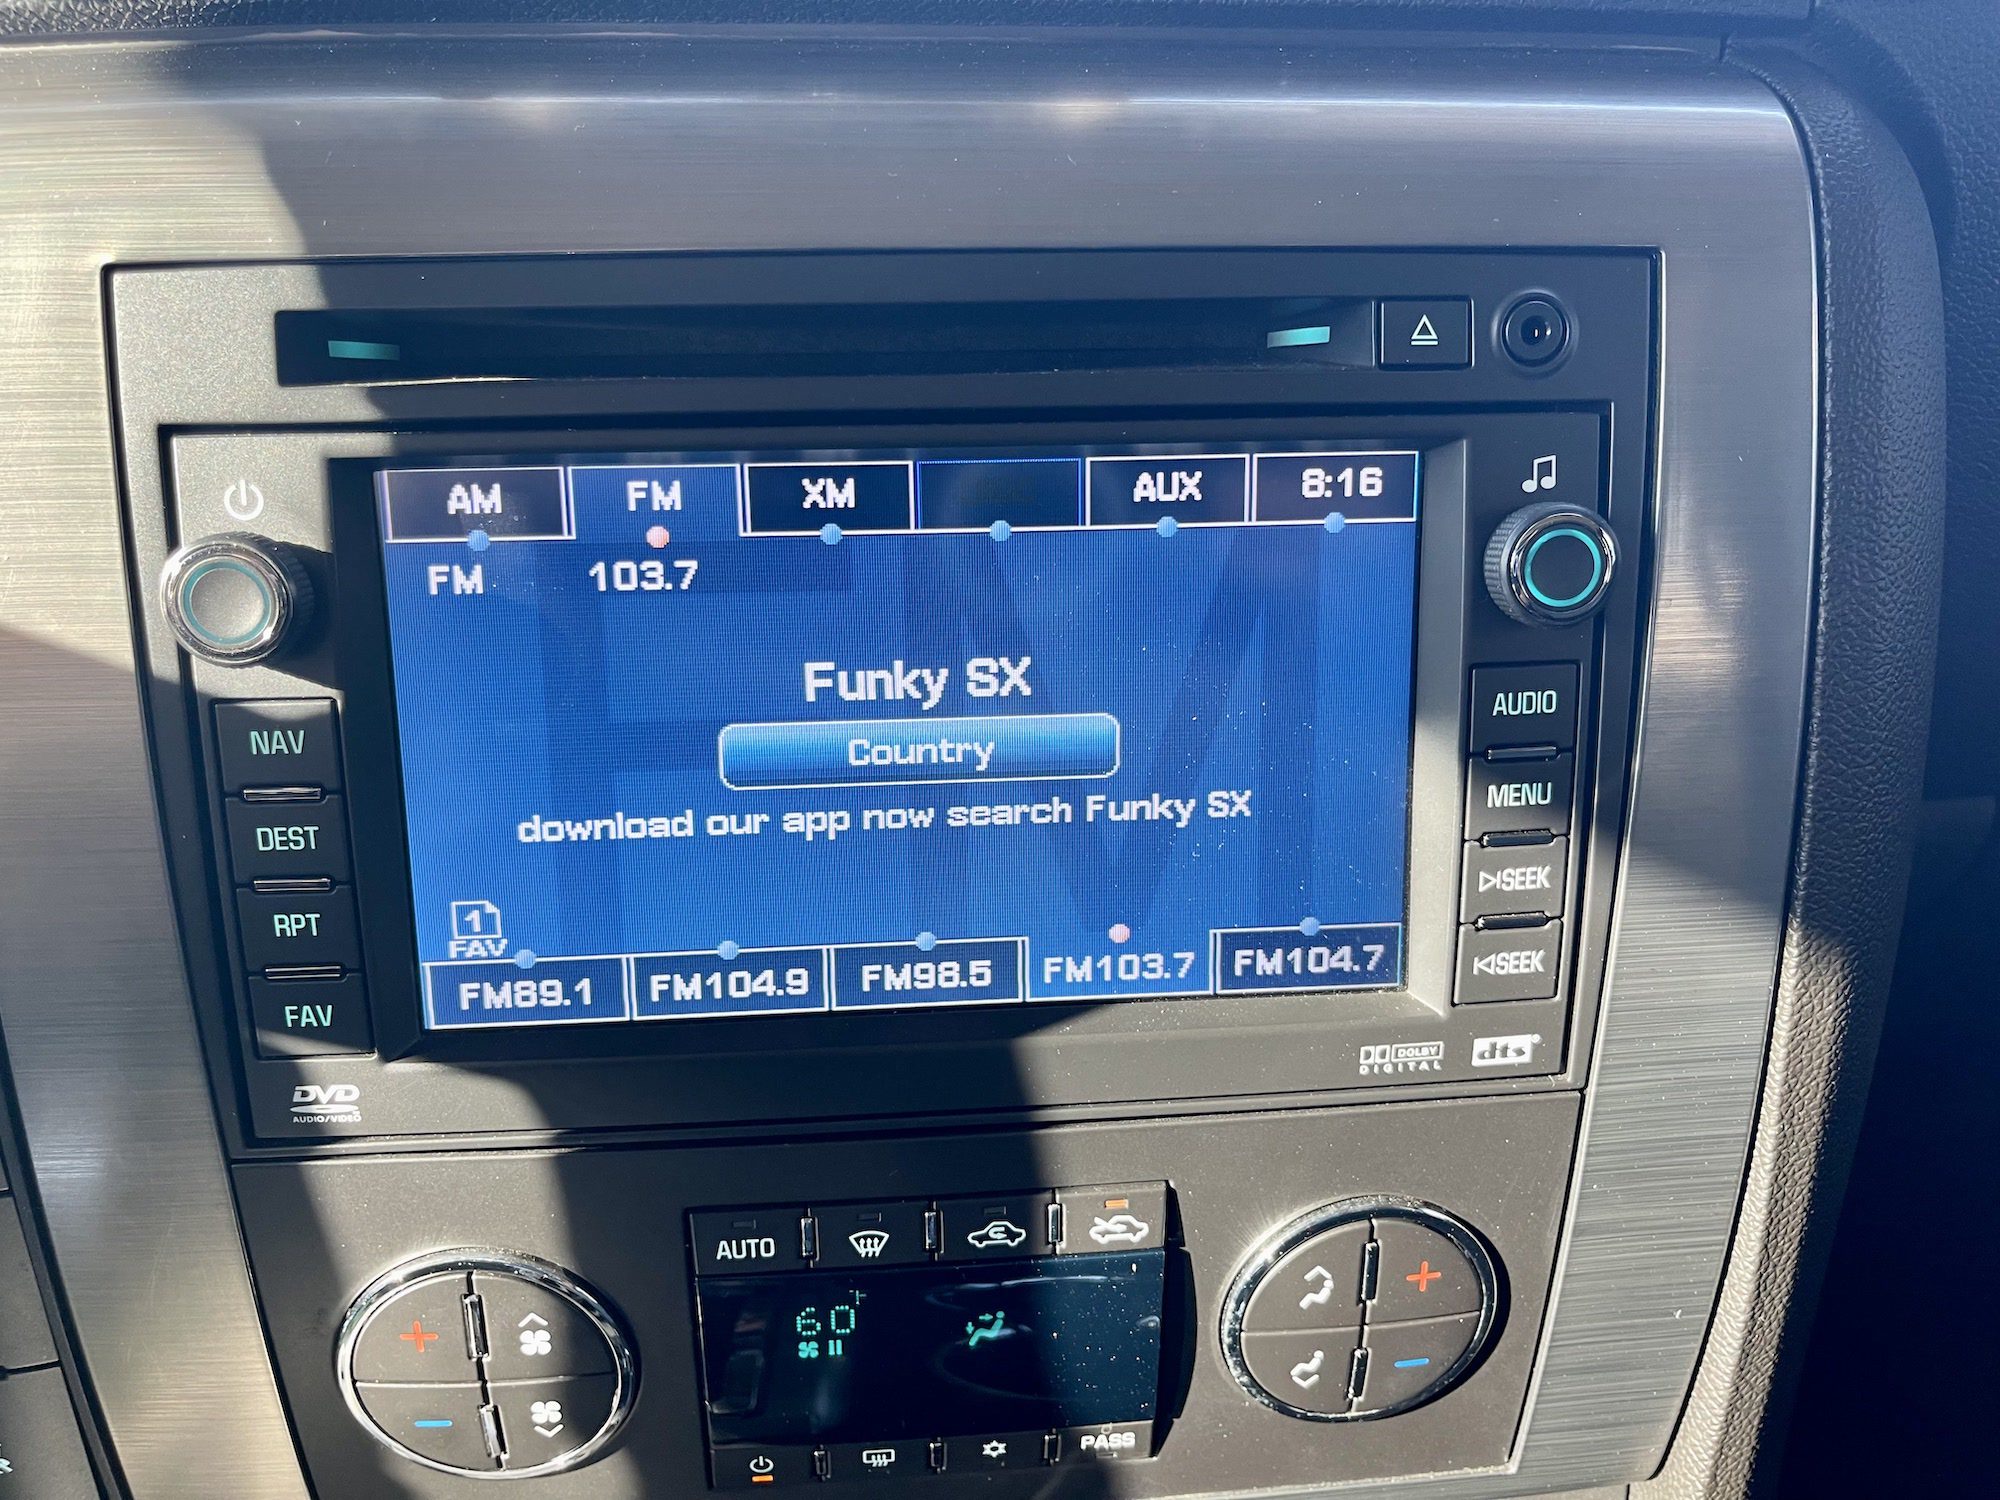 AM FM XM AUX 8:16
FM 103.7
Funky SX
Country
download our app now search Funky SX
1
FAV
FM89.1 FM104.9 FM98.5 FM103.7 FM104.7
NAV
DEST
RPT
FAV
AUDIO
MENU
SEEK
SEEK
DVD
AUDIO/VIDEO
DOLBY
DIGITAL
dts
AUTO
60
PASS